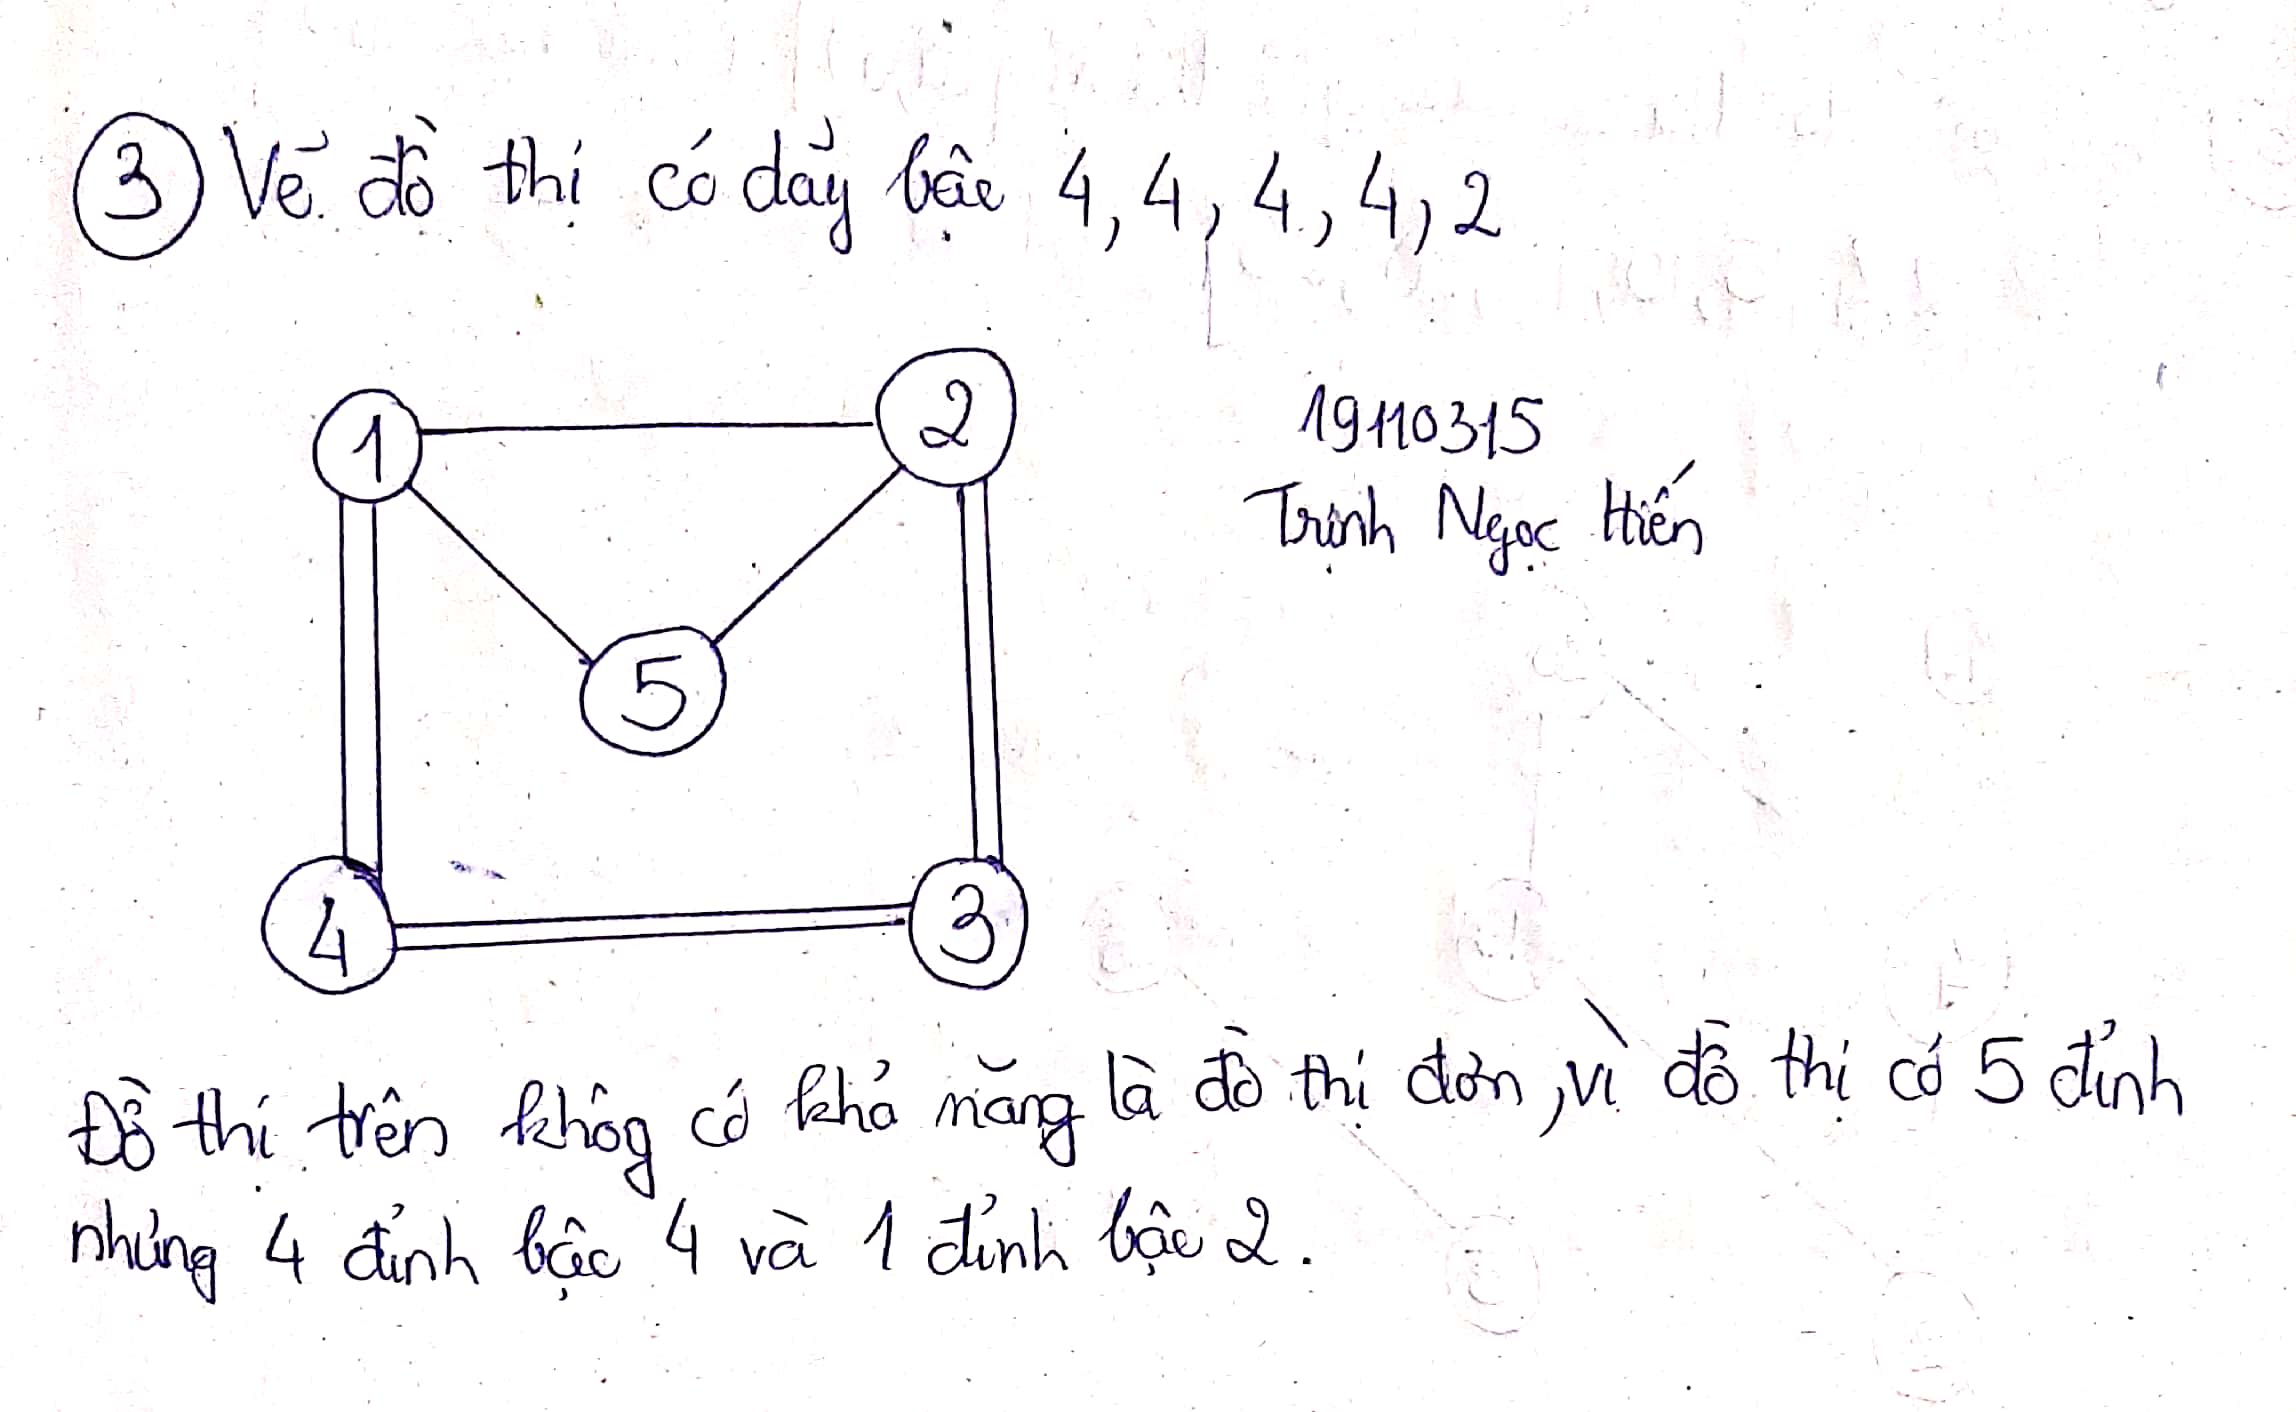 3 Vẽ đồ thị có dãy bậc 4, 4, 4, 4, 2
1
2
19110315
Trịnh Ngọc Hiến
5
4
3
Đồ thị trên khôg có khả năng là đồ thị đơn, vì đồ thị có 5 đỉnh
nhưng 4 đỉnh bậc 4 và 1 đỉnh bậc 2.